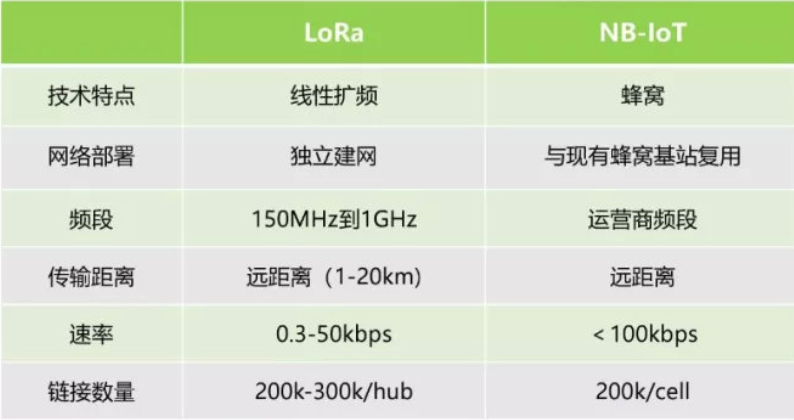 LoRa NB-IoT
技术特点 线性扩频 蜂窝
网络部署 独立建网 与现有蜂窝基站复用
频段 150MHz到1GHz 运营商频段
传输距离 远距离（1-20km） 远距离
速率 0.3-50kbps ＜100kbps
链接数量 200k-300k/hub 200k/cell